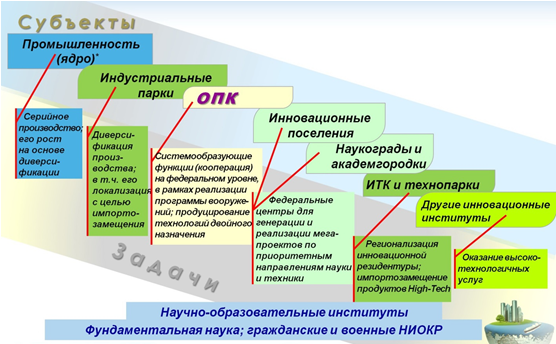 Субъекты
Промышленность
(ядро)*
Индустриальные
парки
ОПК
Инновационные
поселения
Наукограды и
академгородки
ИТК и технопарки
Другие инновационные
институты
Серийное
производство;
его рост
на основе
диверси-
фикации
Диверси-
фикация
произ-
водства;
в т.ч. его
локализация
с целью
импорто-
замещения
Системообразующие
функции (кооперация)
на федеральном уровне,
в рамках реализации
программы вооруже-
ний; продуцирование
технологий двойного
назначения
Федеральные
центры для
генерации и
реализации мега-
проектов по
приоритетным
направлениям науки
и техники
Регионализация
инновационной
резидентуры;
импортозамещение
продуктов High-Tech
Оказание высоко-
технологичных
услуг
Задачи
Научно-образовательные институты
Фундаментальная наука; гражданские и военные НИОКР